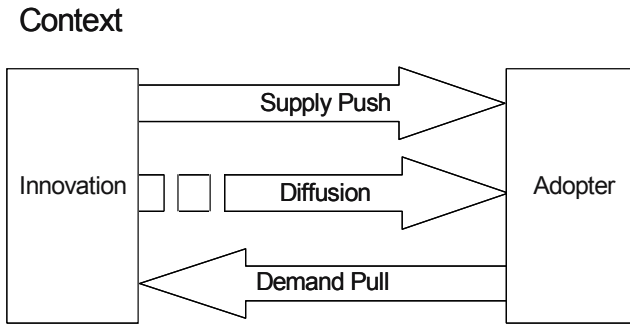 Context
Supply Push
Innovation
Diffusion
Adopter
Demand Pull